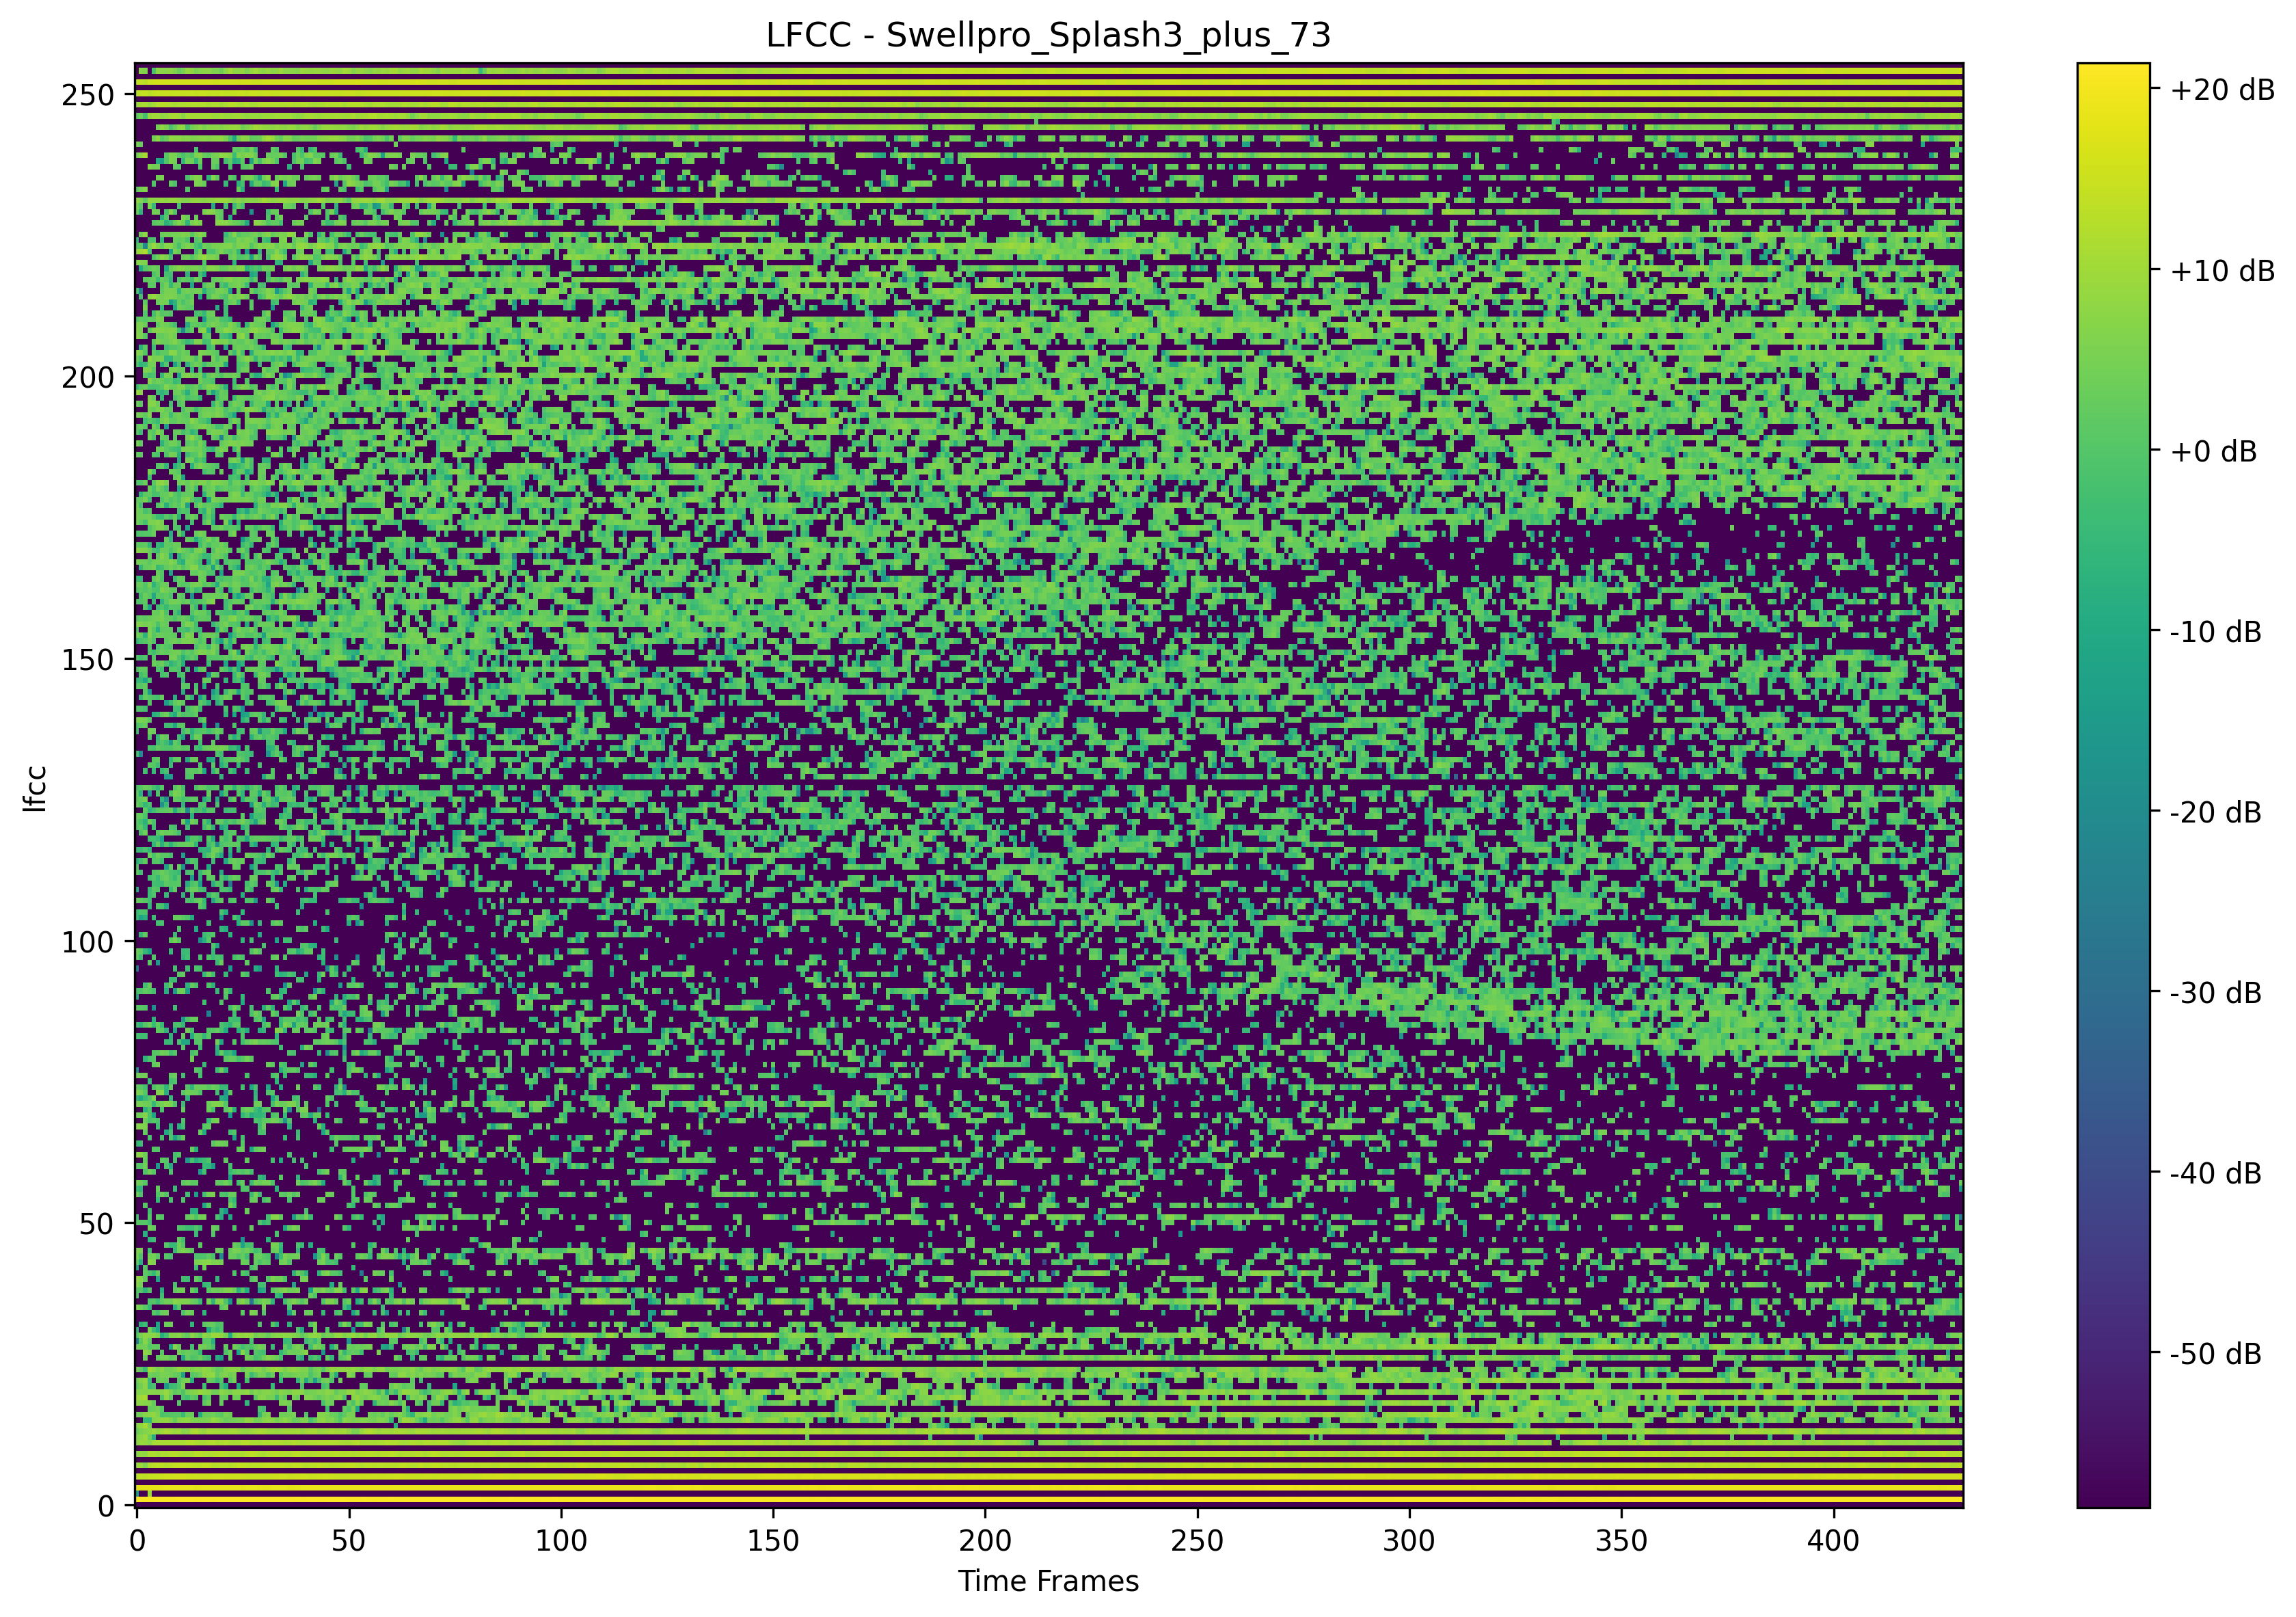 LFCC - Swellpro_Splash3_plus_73
250
200
150
100
50
0
lfcc
0 50 100 150 200 250 300 350 400
Time Frames
+20 dB
+10 dB
+0 dB
-10 dB
-20 dB
-30 dB
-40 dB
-50 dB